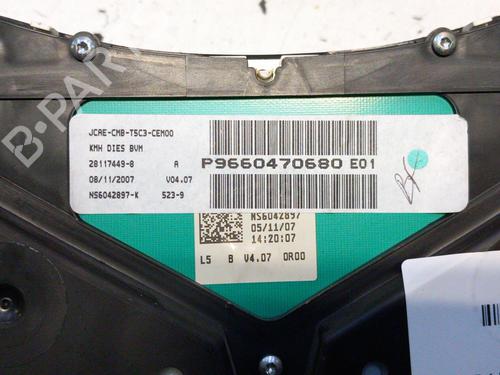 JCAE-CMB-T5C3-CEM00
KMH DIES BVM
28117449-8 A
08/11/2007 V04.07
NS6042897-K 523-9
P9660470680 E01
NS6042897
05/11/07
14:20:07
L5 B V4.07 0R00